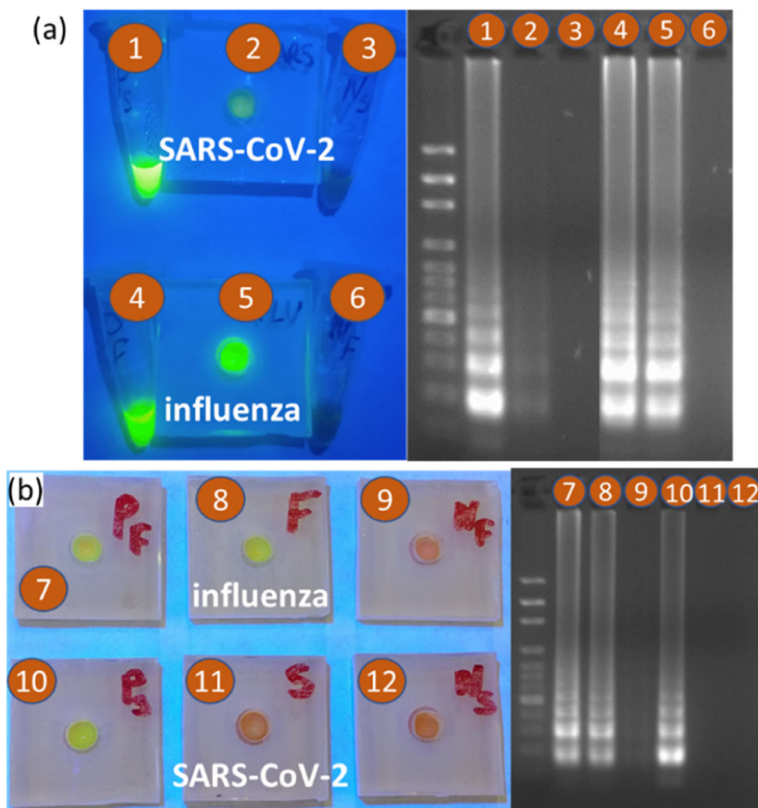 (a)
1 2 3
SARS-CoV-2
4 5 6
influenza
1 2 3 4 5 6
(b)
7 8 9
PF F NF
influenza
10 11 12
PS S NS
SARS-CoV-2
7 8 9 10 11 12